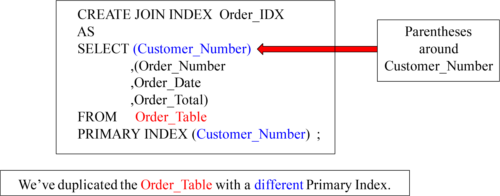 CREATE JOIN INDEX Order_IDX
AS
SELECT (Customer_Number)
,(Order_Number
,Order_Date
,Order_Total)
FROM Order_Table
PRIMARY INDEX (Customer_Number) ;
Parentheses
around
Customer_Number
We've duplicated the Order_Table with a different Primary Index.